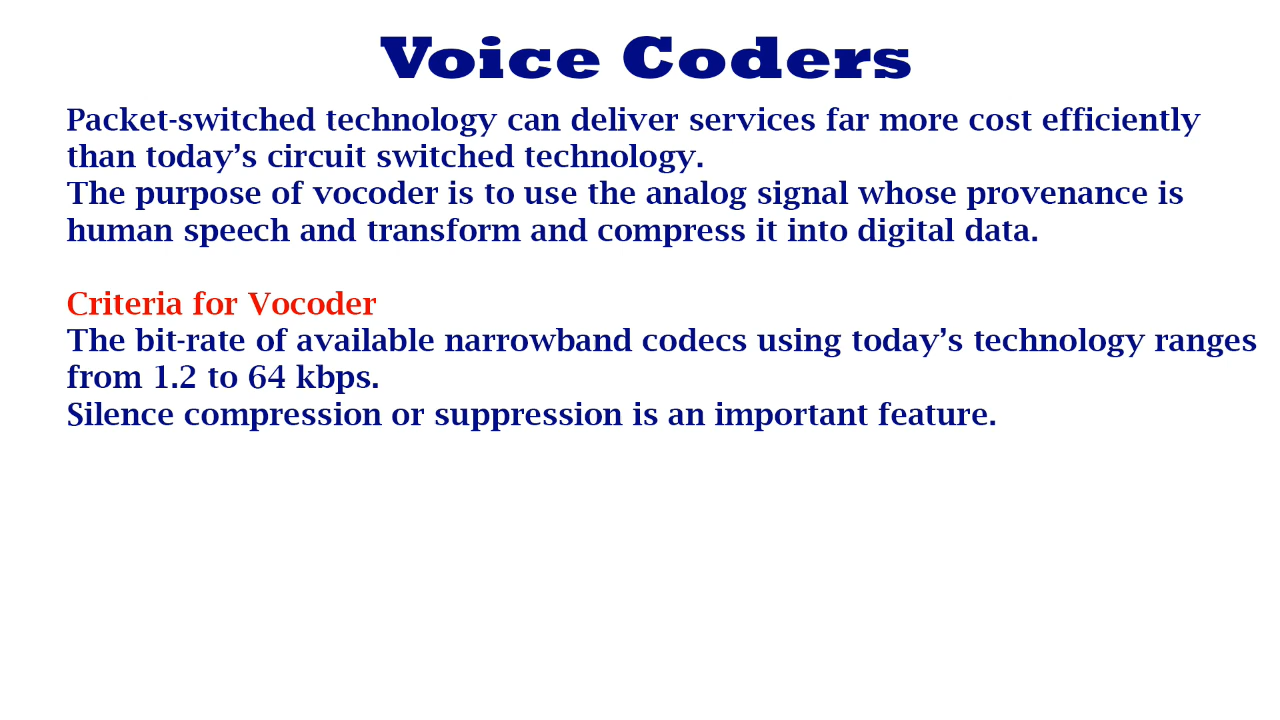 Voice Coders
Packet-switched technology can deliver services far more cost efficiently
than today’s circuit switched technology.
The purpose of vocoder is to use the analog signal whose provenance is
human speech and transform and compress it into digital data.
Criteria for Vocoder
The bit-rate of available narrowband codecs using today’s technology ranges
from 1.2 to 64 kbps.
Silence compression or suppression is an important feature.